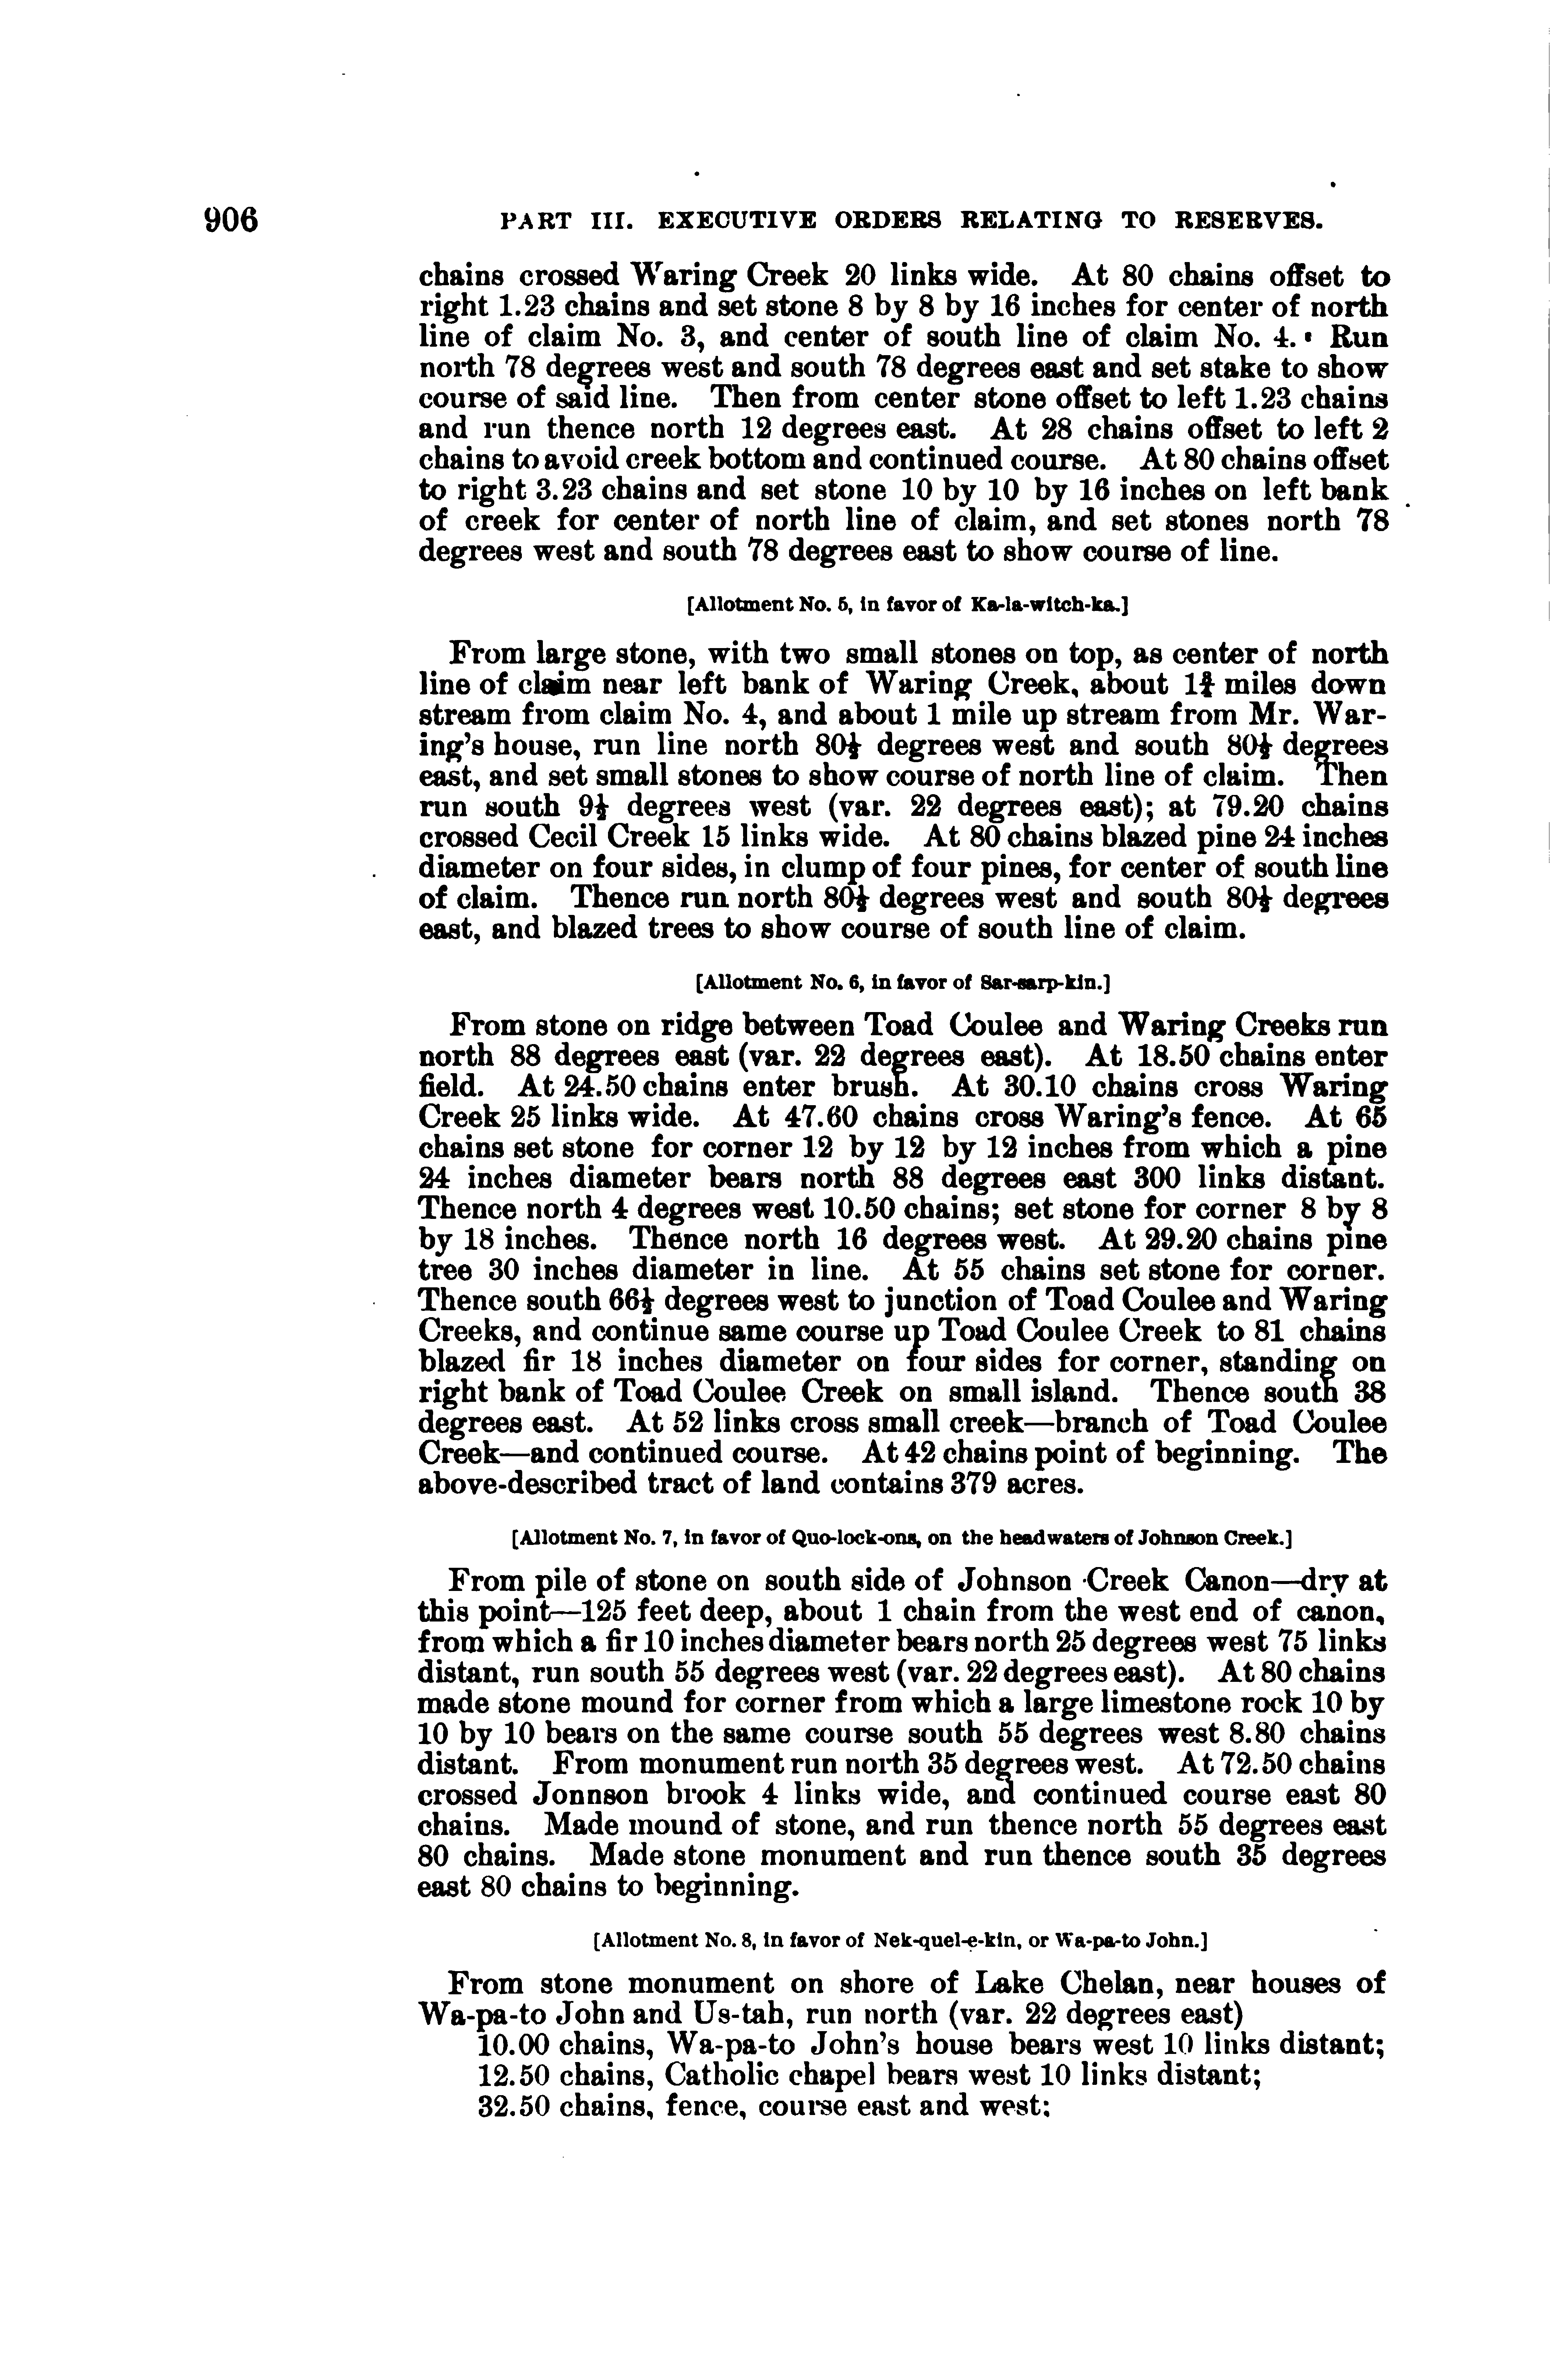 906 PART III. EXECUTIVE ORDERS RELATING TO RESERVES.
chains crossed Waring Creek 20 links wide. At 80 chains offset to
right 1.23 chains and set stone 8 by 8 by 16 inches for center of north
line of claim No. 3, and center of south line of claim No. 4. Run
north 78 degrees west and south 78 degrees east and set stake to show
course of said line. Then from center stone offset to left 1.23 chains
and run thence north 12 degrees east. At 28 chains offset to left 2
chains to avoid creek bottom and continued course. At 80 chains offset
to right 3.23 chains and set stone 10 by 10 by 16 inches on left bank
of creek for center of north line of claim, and set stones north 78
degrees west and south 78 degrees east to show course of line.
[Allotment No. 5, in favor of Ka-la-witch-ka.]
From large stone, with two small stones on top, as center of north
line of claim near left bank of Waring Creek, about miles down
stream from claim No. 4, and about 1 mile up stream from Mr. War-
ing's house, run line north 80½ degrees west and south 80½ degrees
east, and set small stones to show course of north line of claim. Then
run south 9½ degrees west (var. 22 degrees east); at 79.20 chains
crossed Cecil Creek 15 links wide. At 80 chains blazed pine 24 inches
diameter on four sides, in clump of four pines, for center of south line
of claim. Thence run north 80½ degrees west and south 80½ degrees
east, and blazed trees to show course of south line of claim.
[Allotment No. 6, in favor of Sar-sarp-kin.]
From stone on ridge between Toad Coulee and Waring Creeks run
north 88 degrees east (var. 22 degrees east). At 18.50 chains enter
field. At 24.50 chains enter brush. At 30.10 chains cross Waring
Creek 25 links wide. At 47.60 chains cross Waring's fence. At 65
chains set stone for corner 12 by 12 by 12 inches from which a pine
24 inches diameter bears north 88 degrees east 300 links distant.
Thence north 4 degrees west 10.50 chains; set stone for corner 8 by 8
by 18 inches. Thence north 16 degrees west. At 29.20 chains pine
tree 30 inches diameter in line. At 55 chains set stone for corner.
Thence south 66½ degrees west to junction of Toad Coulee and Waring
Creeks, and continue same course up Toad Coulee Creek to 81 chains
blazed fir 18 inches diameter on four sides for corner, standing on
right bank of Toad Coulee Creek on small island. Thence south 38
degrees east. At 52 links cross small creek—branch of Toad Coulee
Creek—and continued course. At 42 chains point of beginning. The
above-described tract of land contains 379 acres.
[Allotment No. 7, in favor of Quo-lock-ons, on the headwaters of Johnson Creek.]
From pile of stone on south side of Johnson Creek Canon—dry at
this point—125 feet deep, about 1 chain from the west end of canon,
from which a fir 10 inches diameter bears north 25 degrees west 75 links
distant, run south 55 degrees west (var. 22 degrees east). At 80 chains
made stone mound for corner from which a large limestone rock 10 by
10 by 10 bears on the same course south 55 degrees west 8.80 chains
distant. From monument run north 35 degrees west. At 72.50 chains
crossed Jonnson brook 4 links wide, and continued course east 80
chains. Made mound of stone, and run thence north 55 degrees east
80 chains. Made stone monument and run thence south 35 degrees
east 80 chains to beginning.
[Allotment No. 8, in favor of Nek-quel-e-kin, or Wa-pa-to John.]
From stone monument on shore of Lake Chelan, near houses of
Wa-pa-to John and Us-tah, run north (var. 22 degrees east)
10.00 chains, Wa-pa-to John's house bears west 10 links distant;
12.50 chains, Catholic chapel bears west 10 links distant;
32.50 chains, fence, course east and west;